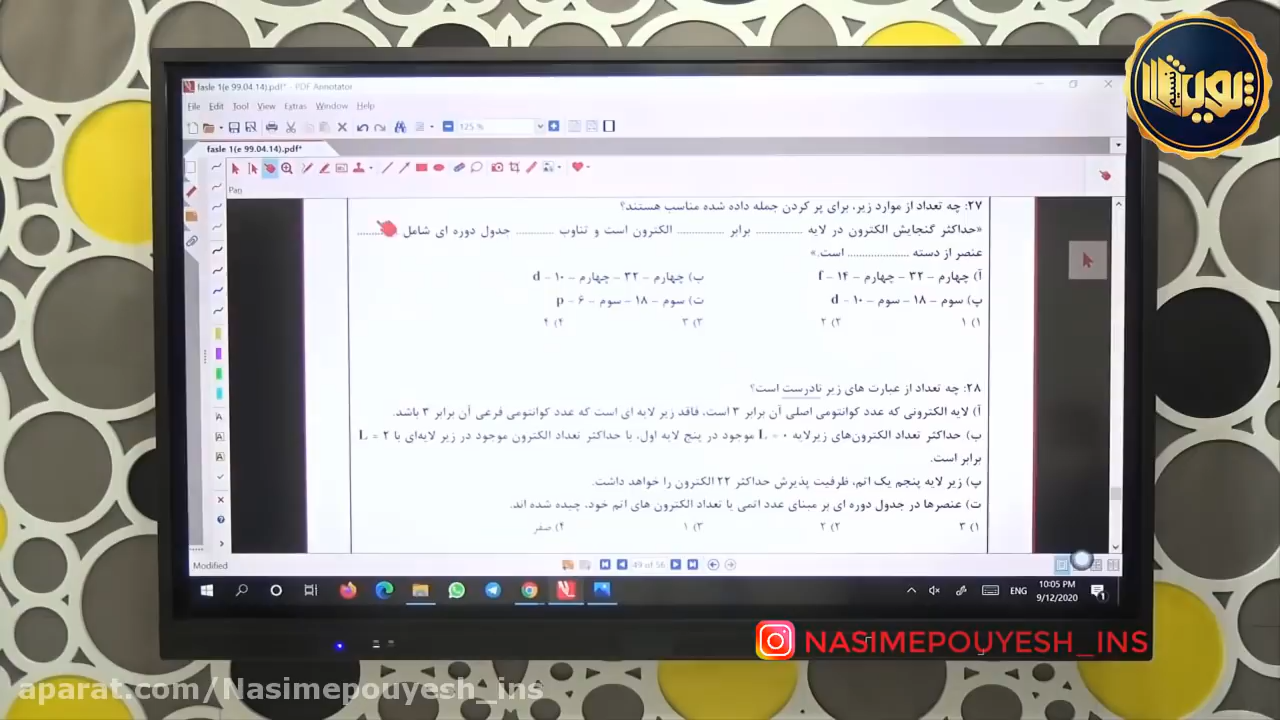 fasle 1(e 99.04.14).pdf* - PDF Annotator
File Edit Tool View Extras Window Help
125 %
fasle 1(e 99.04.14).pdf*
Pan
۲۷: چه تعداد از موارد زیر، برای پر کردن جمله داده شده مناسب هستند؟
«حداکثر گنجایش الکترون در لایه ............... برابر ............... الکترون است و تناوب ............ جدول دوره ای شامل ............
عنصر از دسته .................... است.»
آ) چهارم – ۳۲ – چهارم – ۱۴ – f
ب) چهارم – ۳۲ – چهارم – ۱۰ – d
پ) سوم – ۱۸ – سوم – ۱۰ – d
ت) سوم – ۱۸ – سوم – ۶ – p
۱) ۱ ۲) ۲ ۳) ۳ ۴) ۴
۲۸: چه تعداد از عبارت های زیر نادرست است؟
آ) لایه الکترونی که عدد کوانتومی اصلی آن برابر ۳ است، فاقد زیر لایه ای است که عدد کوانتومی فرعی آن برابر ۳ باشد.
ب) حداکثر تعداد الکترون‌های زیرلایه L = ۰ موجود در پنج لایه اول، با حداکثر تعداد الکترون موجود در زیر لایه‌ای با L = ۲
برابر است.
پ) زیر لایه پنجم یک اتم، ظرفیت پذیرش حداکثر ۲۲ الکترون را خواهد داشت.
ت) عنصرها در جدول دوره ای بر مبنای عدد اتمی یا تعداد الکترون های اتم خود، چیده شده اند.
۱) ۳ ۲) ۲ ۳) ۱ ۴) صفر
Modified
49 of 56
ENG
10:05 PM
9/12/2020
نسیم پویش
NASIMEPOUYESH_INS
aparat.com/Nasimepouyesh_ins